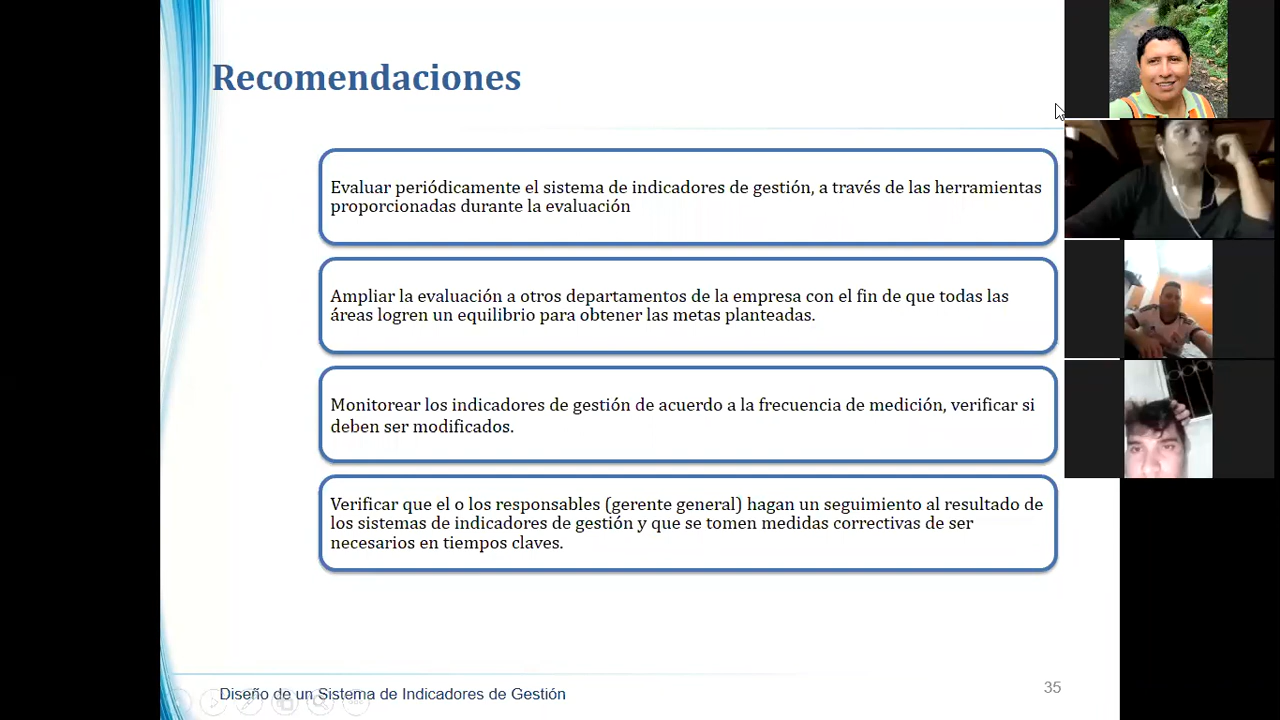 Recomendaciones
Evaluar periódicamente el sistema de indicadores de gestión, a través de las herramientas
proporcionadas durante la evaluación
Ampliar la evaluación a otros departamentos de la empresa con el fin de que todas las
áreas logren un equilibrio para obtener las metas planteadas.
Monitorear los indicadores de gestión de acuerdo a la frecuencia de medición, verificar si
deben ser modificados.
Verificar que el o los responsables (gerente general) hagan un seguimiento al resultado de
los sistemas de indicadores de gestión y que se tomen medidas correctivas de ser
necesarios en tiempos claves.
Diseño de un Sistema de Indicadores de Gestión
35